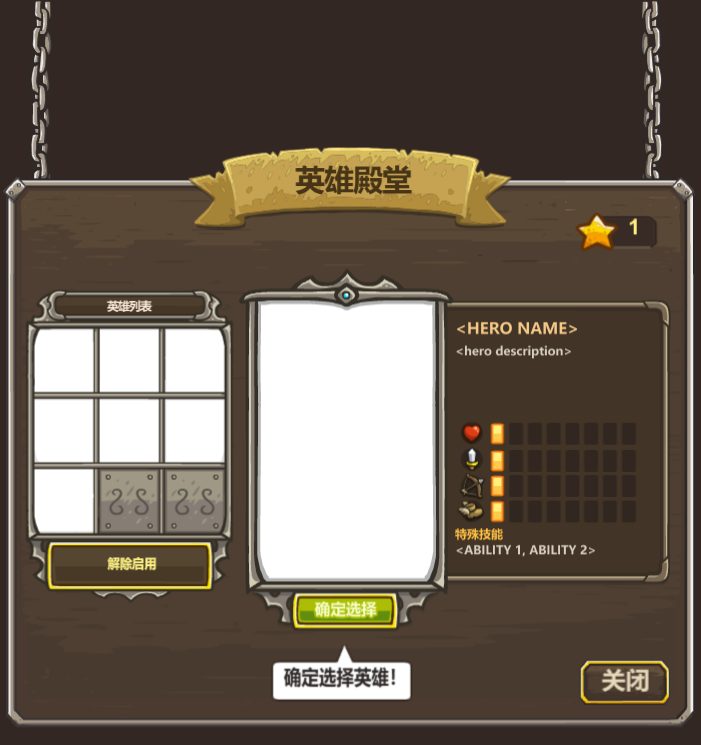 英雄殿堂
1
英雄列表
<HERO NAME>
<hero description>
特殊技能
<ABILITY 1, ABILITY 2>
解除启用
确定选择
确定选择英雄!
关闭